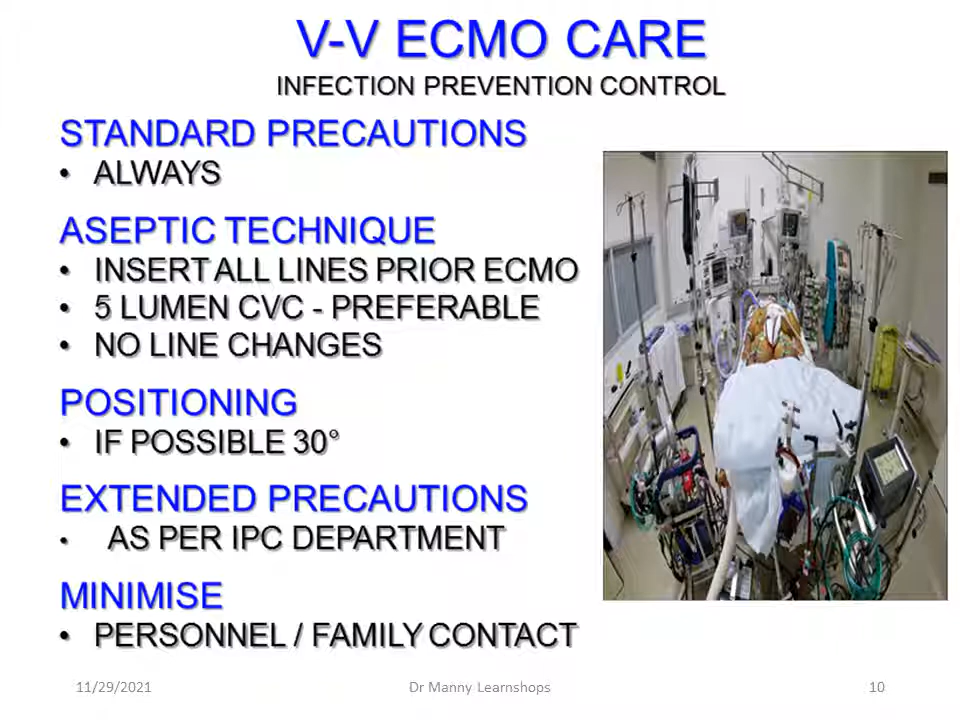 V-V ECMO CARE
INFECTION PREVENTION CONTROL
STANDARD PRECAUTIONS
• ALWAYS
ASEPTIC TECHNIQUE
• INSERT ALL LINES PRIOR ECMO
• 5 LUMEN CVC - PREFERABLE
• NO LINE CHANGES
POSITIONING
• IF POSSIBLE 30°
EXTENDED PRECAUTIONS
• AS PER IPC DEPARTMENT
MINIMISE
• PERSONNEL / FAMILY CONTACT
11/29/2021
Dr Manny Learnshops
10